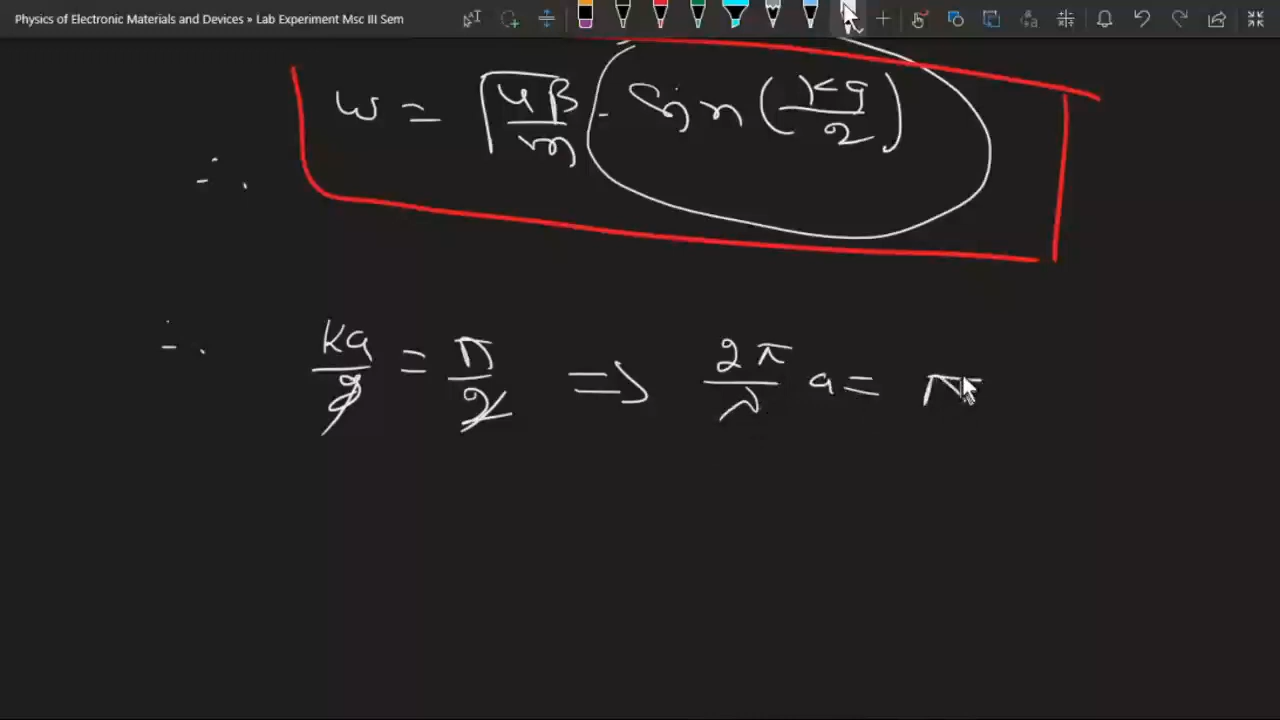 Physics of Electronic Materials and Devices » Lab Experiment Msc III Sem
∴ ω = √(4β/m) · Sin (ka/2)
∴ ka/2 = π/2 ⇒ 2π/λ a = π